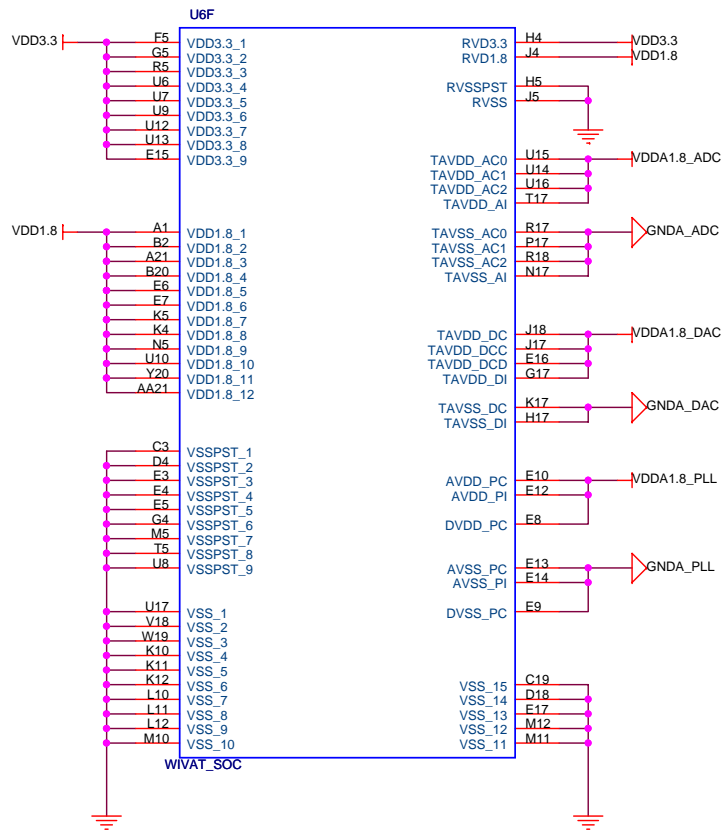 U6F
VDD3.3
F5 VDD3.3_1
G5 VDD3.3_2
R5 VDD3.3_3
U6 VDD3.3_4
U7 VDD3.3_5
U9 VDD3.3_6
U12 VDD3.3_7
U13 VDD3.3_8
E15 VDD3.3_9
VDD1.8
A1 VDD1.8_1
B2 VDD1.8_2
A21 VDD1.8_3
B20 VDD1.8_4
E6 VDD1.8_5
E7 VDD1.8_6
K5 VDD1.8_7
K4 VDD1.8_8
N5 VDD1.8_9
U10 VDD1.8_10
Y20 VDD1.8_11
AA21 VDD1.8_12
C3 VSSPST_1
D4 VSSPST_2
E3 VSSPST_3
E4 VSSPST_4
E5 VSSPST_5
G4 VSSPST_6
M5 VSSPST_7
T5 VSSPST_8
U8 VSSPST_9
U17 VSS_1
V18 VSS_2
W19 VSS_3
K10 VSS_4
K11 VSS_5
K12 VSS_6
L10 VSS_7
L11 VSS_8
L12 VSS_9
M10 VSS_10
RVD3.3 H4 VDD3.3
RVD1.8 J4 VDD1.8
RVSSPST H5
RVSS J5
TAVDD_AC0 U15 VDDA1.8_ADC
TAVDD_AC1 U14
TAVDD_AC2 U16
TAVDD_AI T17
TAVSS_AC0 R17 GNDA_ADC
TAVSS_AC1 P17
TAVSS_AC2 R18
TAVSS_AI N17
TAVDD_DC J18 VDDA1.8_DAC
TAVDD_DCC J17
TAVDD_DCD E16
TAVDD_DI G17
TAVSS_DC K17 GNDA_DAC
TAVSS_DI H17
AVDD_PC E10 VDDA1.8_PLL
AVDD_PI E12
DVDD_PC E8
AVSS_PC E13 GNDA_PLL
AVSS_PI E14
DVSS_PC E9
VSS_15 C19
VSS_14 D18
VSS_13 E17
VSS_12 M12
VSS_11 M11
WIVAT_SOC